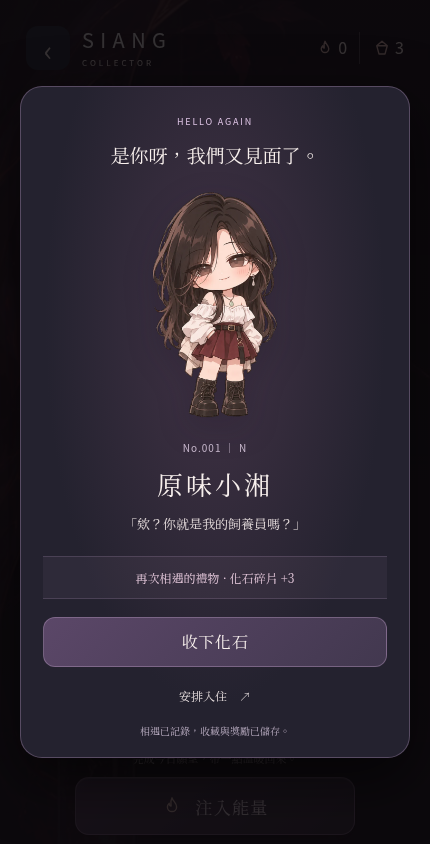 SIANG
COLLECTOR
0
3
HELLO AGAIN
是你呀，我們又見面了。
No.001 | N
原味小湘
「欸？你就是我的飼養員嗎？」
再次相遇的禮物 · 化石碎片 +3
收下化石
安排入住 ↗
相遇已記錄，收藏與獎勵已儲存。
注入能量